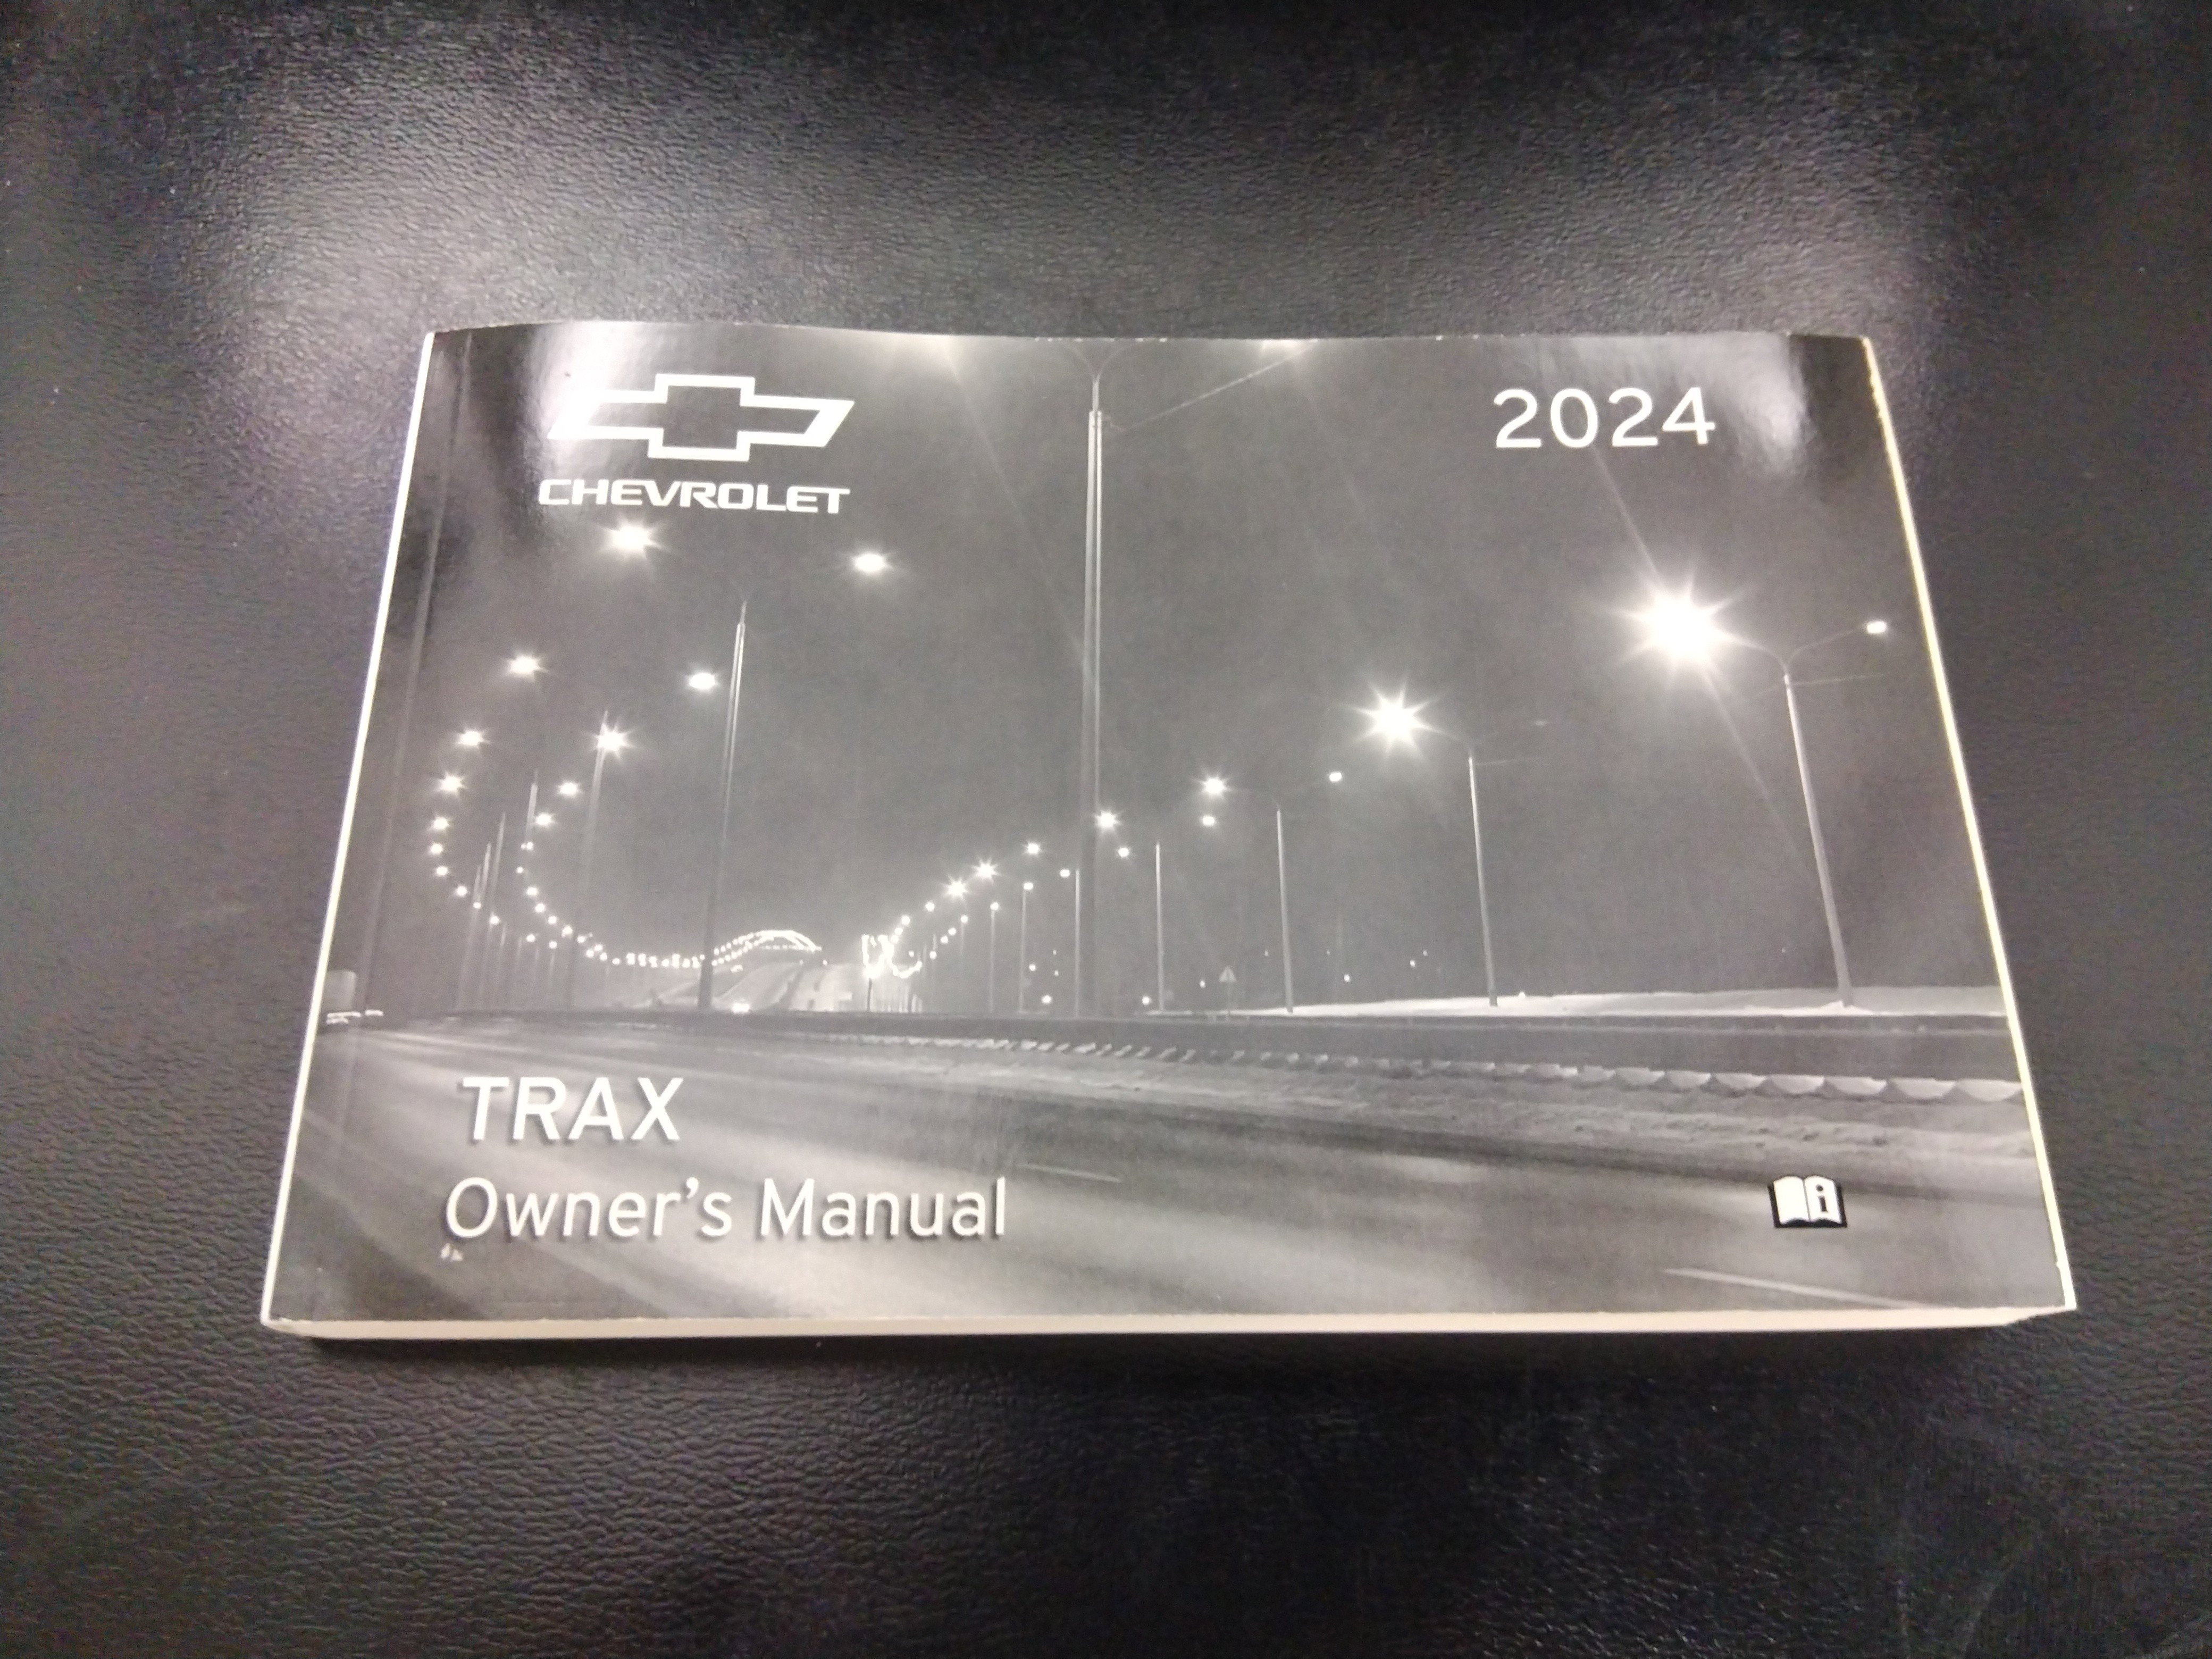 CHEVROLET
2024
TRAX
Owner's Manual
i